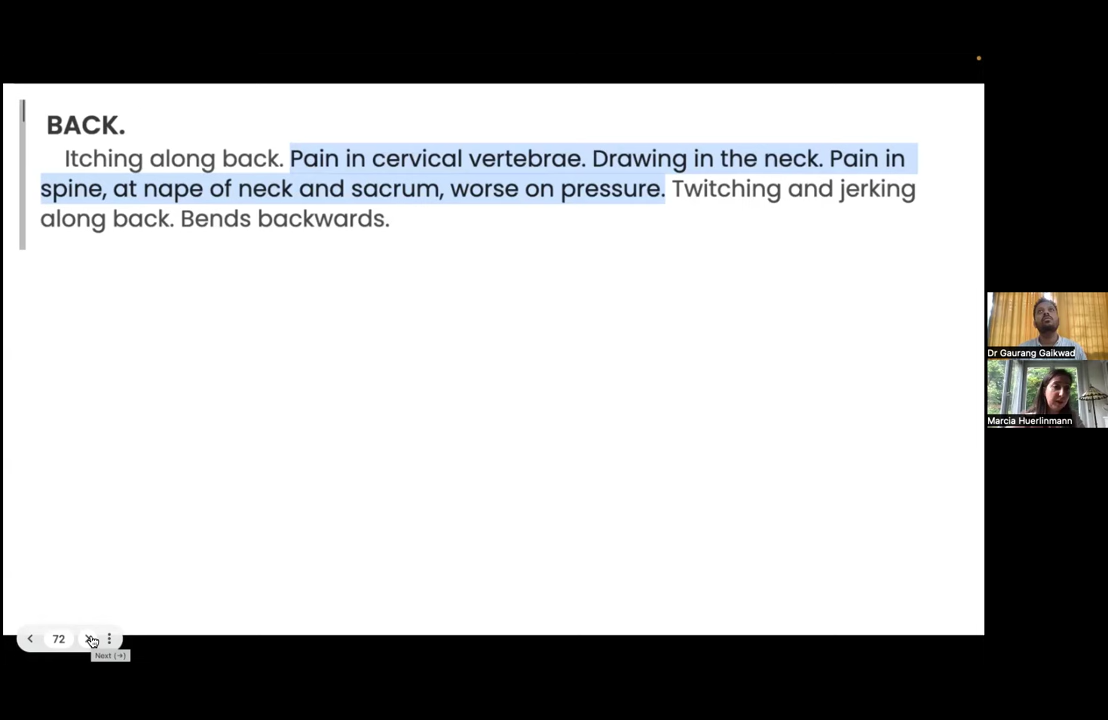 BACK.
Itching along back. Pain in cervical vertebrae. Drawing in the neck. Pain in
spine, at nape of neck and sacrum, worse on pressure. Twitching and jerking
along back. Bends backwards.
Dr Gaurang Gaikwad
Marcia Huerlinmann
72
Next (→)